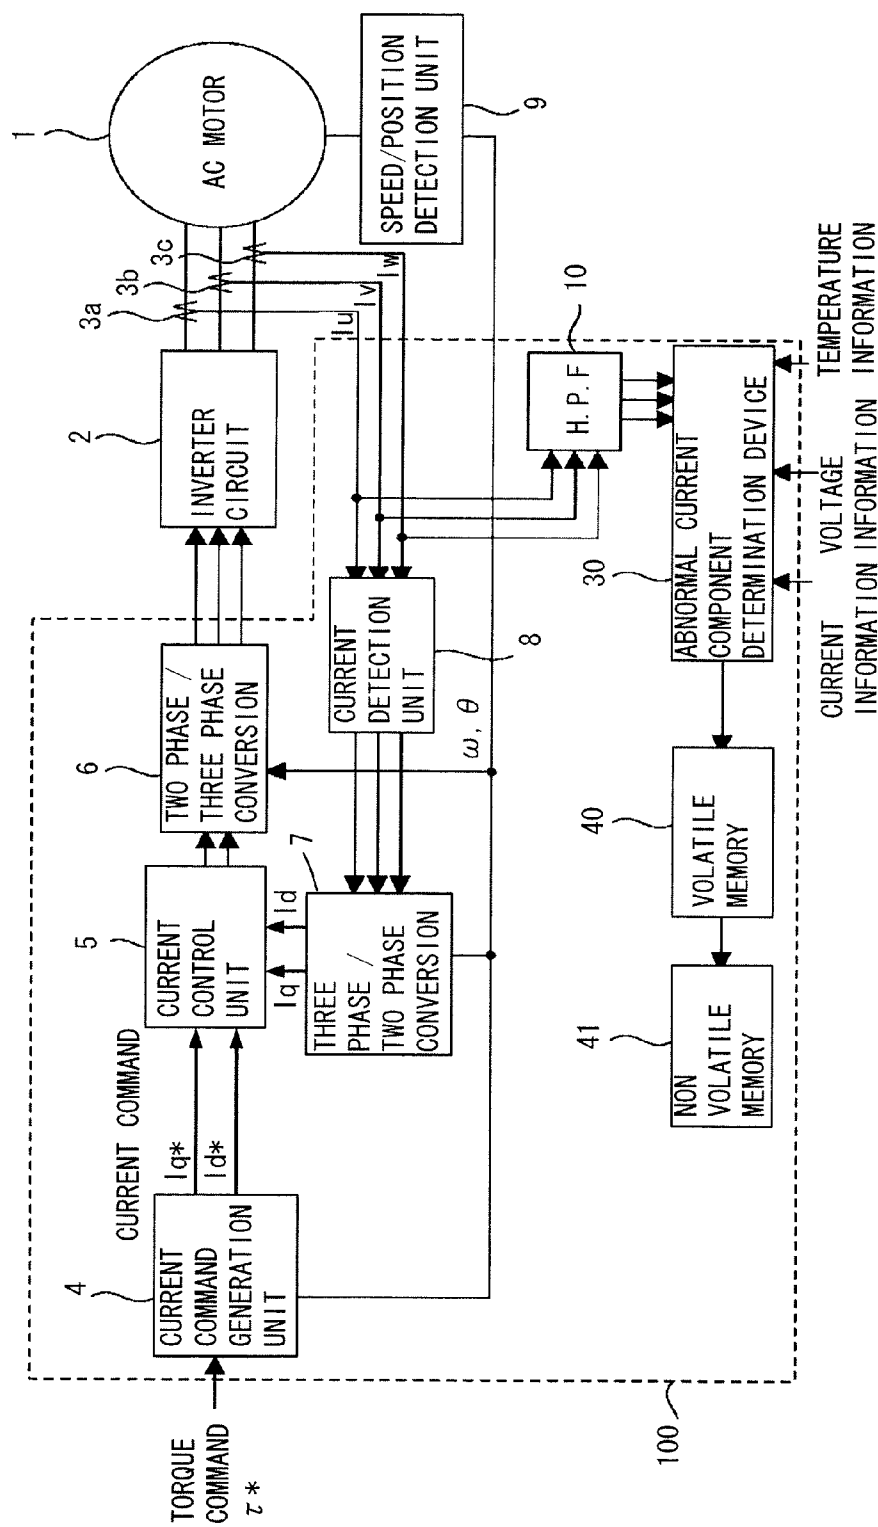 1
AC MOTOR
SPEED/POSITION
DETECTION UNIT
9
3a
3b
3c
Iu
Iv
Iw
2
INVERTER
CIRCUIT
10
H.P.F
6
TWO PHASE/
THREE PHASE
CONVERSION
CURRENT
DETECTION
UNIT
8
ω, θ
30
ABNORMAL CURRENT
COMPONENT
DETERMINATION DEVICE
CURRENT
INFORMATION
VOLTAGE
INFORMATION
TEMPERATURE
INFORMATION
5
CURRENT
CONTROL
UNIT
Iq
Id
7
THREE
PHASE/
TWO PHASE
CONVERSION
40
VOLATILE
MEMORY
41
NON
VOLATILE
MEMORY
CURRENT COMMAND
Iq*
Id*
4
CURRENT
COMMAND
GENERATION
UNIT
TORQUE
COMMAND
τ*
100